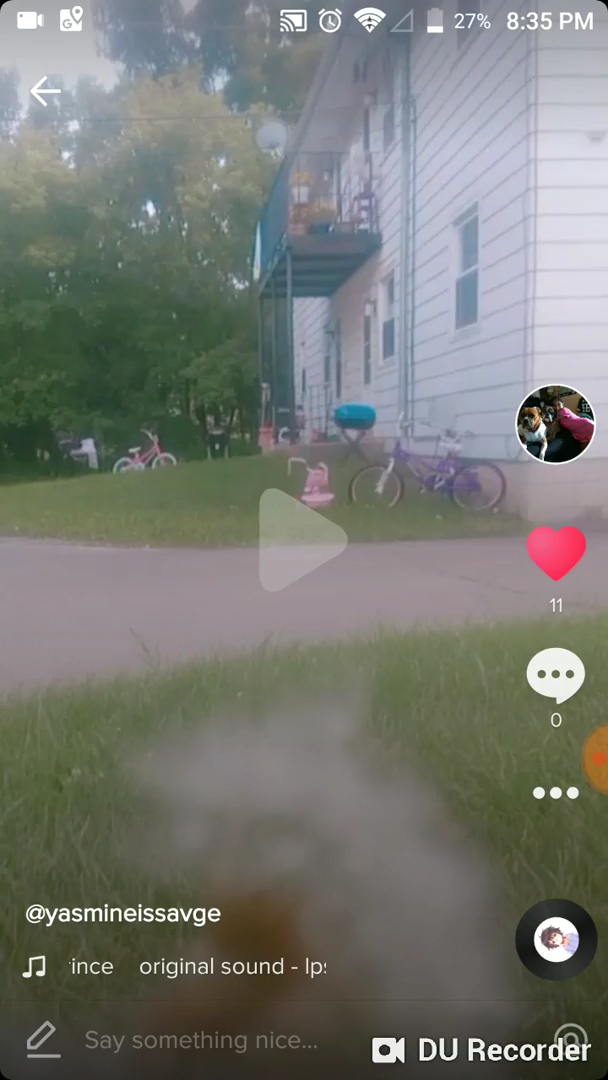 27% 8:35 PM
11
0
@yasmineissavge
ince original sound - lp
Say something nice...
DU Recorder